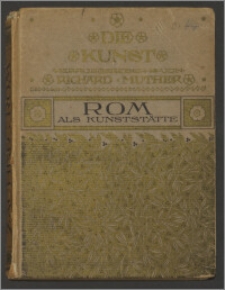 DIE
KUNST
RICHARD MUTHER
ROM
ALS KUNSTSTÄTTE